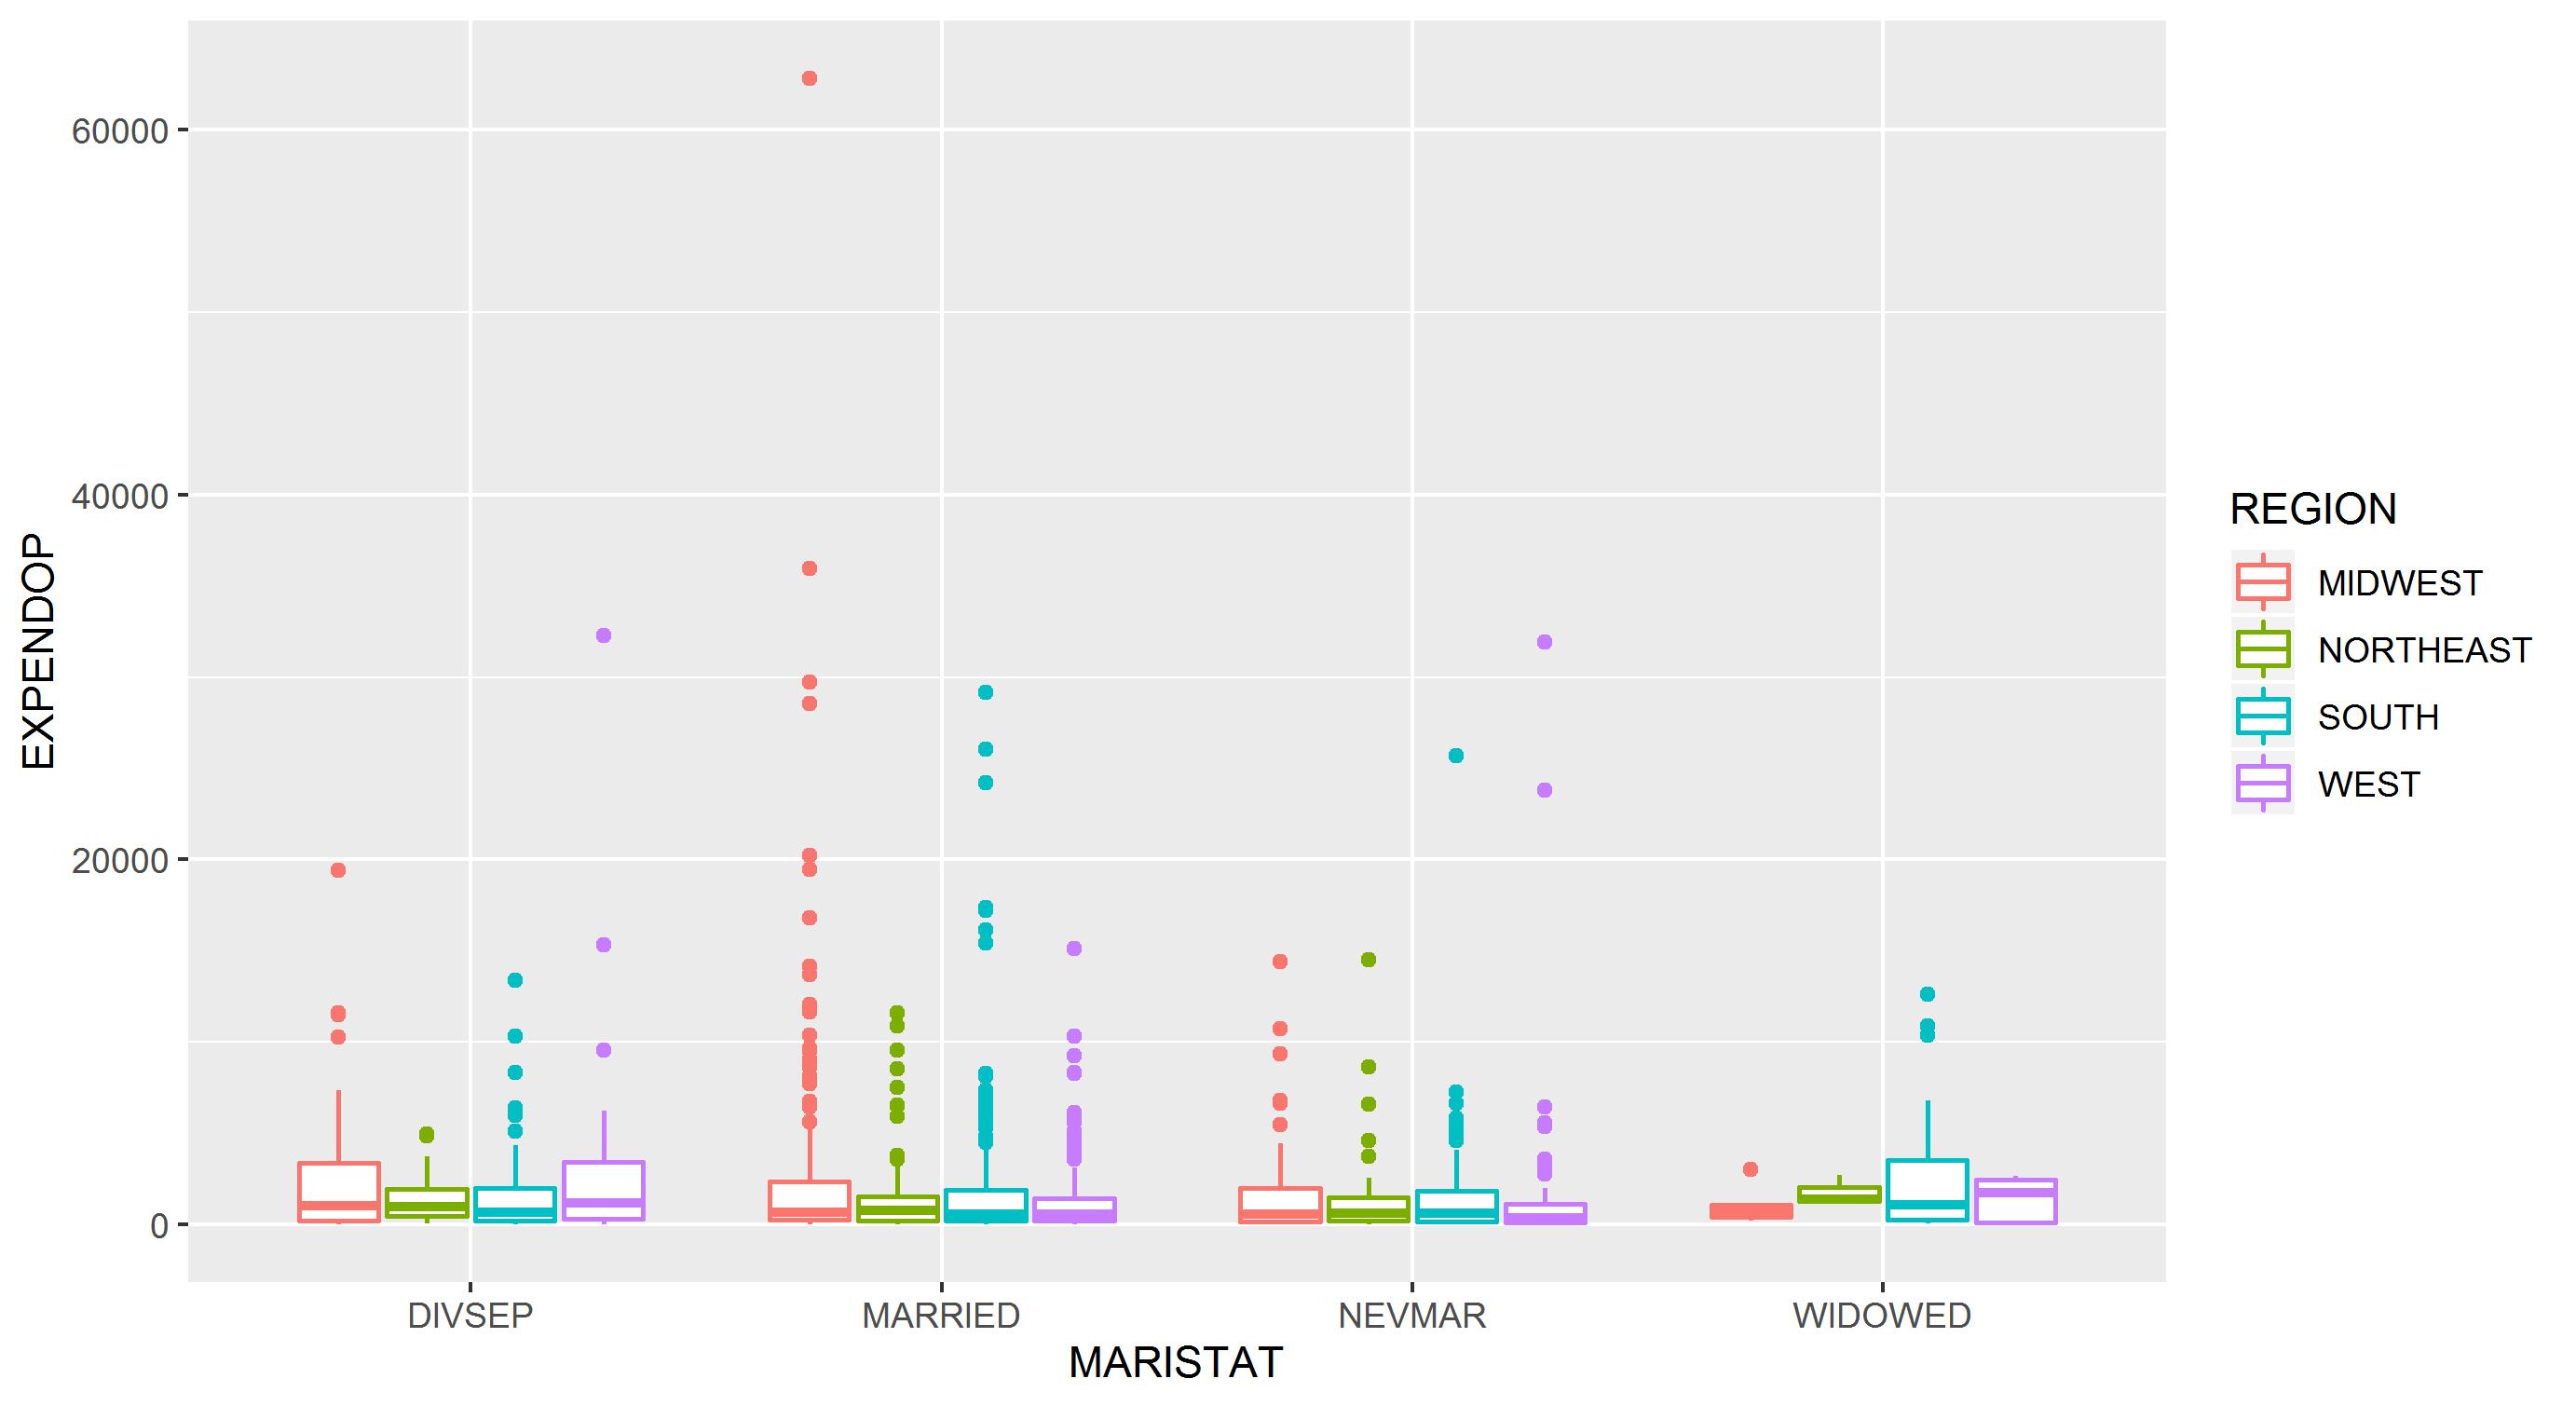 EXPENDOP
60000
40000
20000
0
DIVSEP
MARRIED
NEVMAR
WIDOWED
MARISTAT
REGION
MIDWEST
NORTHEAST
SOUTH
WEST